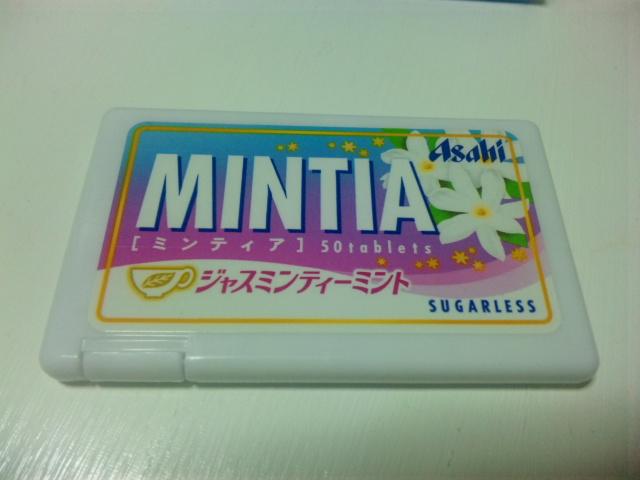 Asahi
MINTIA
[ミンティア] 50tablets
ジャスミンティーミント
SUGARLESS